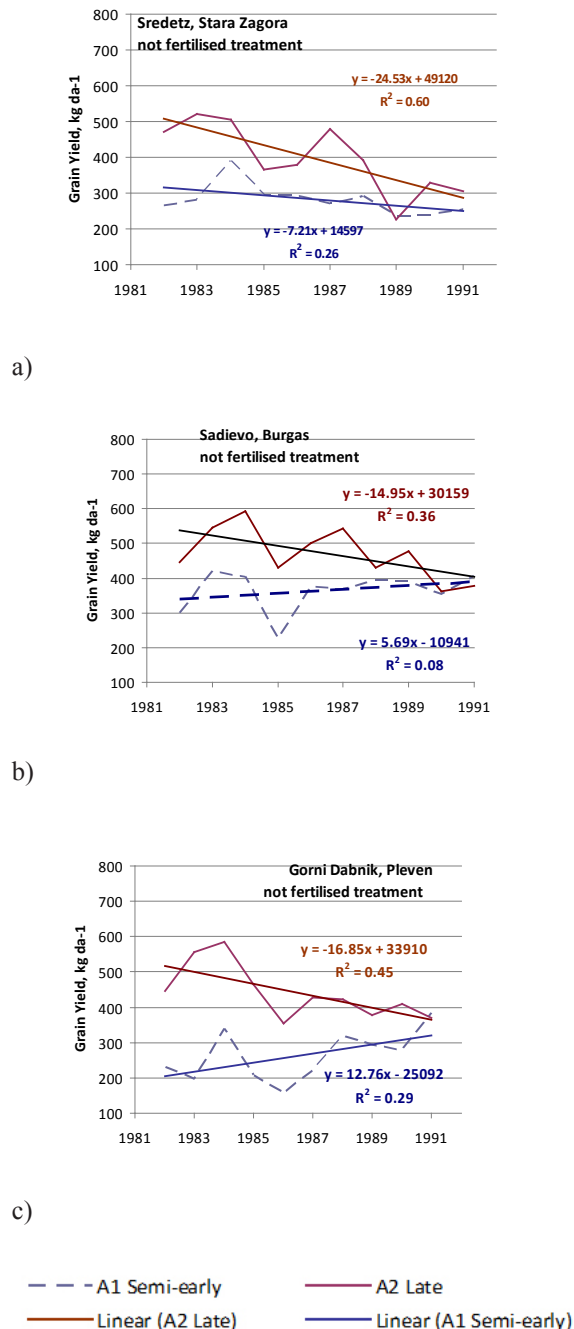 Sredetz, Stara Zagora
not fertilised treatment
800
700
600
500
400
300
200
100
Grain Yield, kg da-1
y = -24.53x + 49120
R² = 0.60
y = -7.21x + 14597
R² = 0.26
1981 1983 1985 1987 1989 1991
a)
Sadievo, Burgas
not fertilised treatment
800
700
600
500
400
300
200
100
Grain Yield, kg da-1
y = -14.95x + 30159
R² = 0.36
y = 5.69x - 10941
R² = 0.08
1981 1983 1985 1987 1989 1991
b)
Gorni Dabnik, Pleven
not fertilised treatment
800
700
600
500
400
300
200
100
Grain Yield, kg da-1
y = -16.85x + 33910
R² = 0.45
y = 12.76x - 25092
R² = 0.29
1981 1983 1985 1987 1989 1991
c)
A1 Semi-early A2 Late
Linear (A2 Late) Linear (A1 Semi-early)